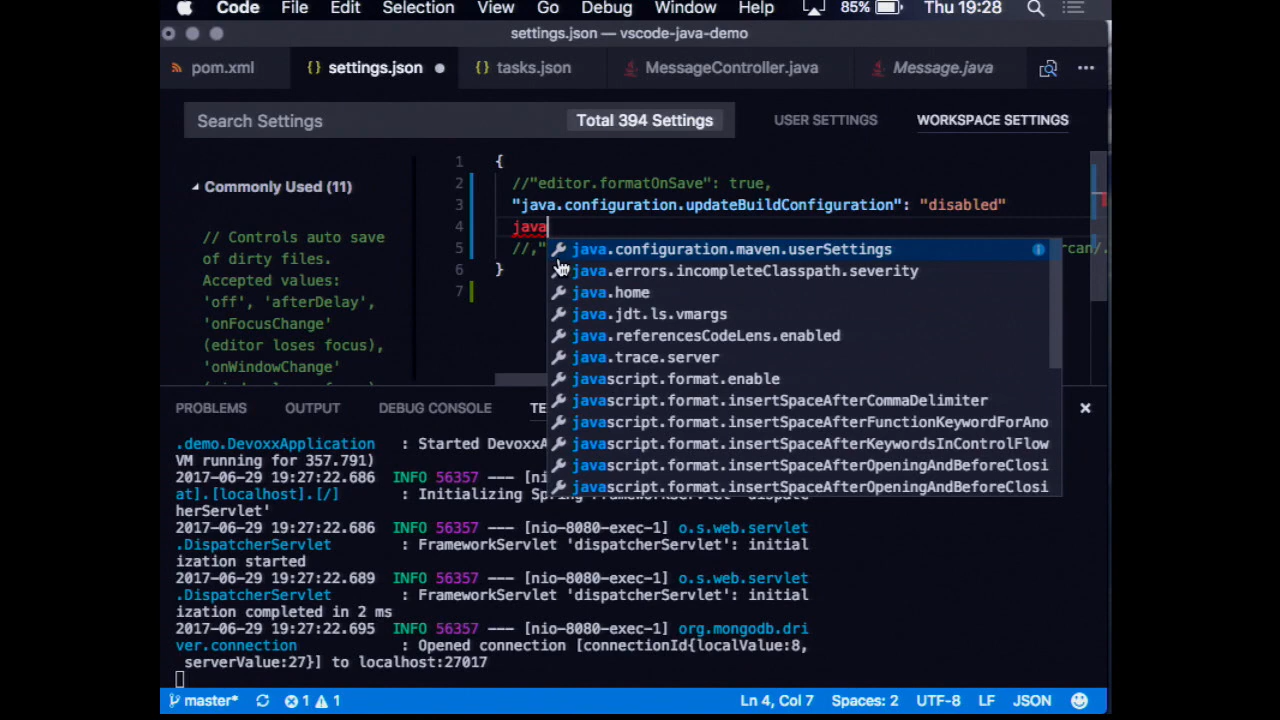 Code File Edit Selection View Go Debug Window Help 85% Thu 19:28
settings.json — vscode-java-demo
pom.xml {} settings.json ● {} tasks.json MessageController.java Message.java ···
Search Settings Total 394 Settings USER SETTINGS WORKSPACE SETTINGS
Commonly Used (11)
// Controls auto save
of dirty files.
Accepted values:
'off', 'afterDelay',
'onFocusChange'
(editor loses focus),
'onWindowChange'
1 {
2 //"editor.formatOnSave": true,
3 "java.configuration.updateBuildConfiguration": "disabled"
4 java
5 //,"
6 }
7
java.configuration.maven.userSettings
java.errors.incompleteClasspath.severity
java.home
java.jdt.ls.vmargs
java.referencesCodeLens.enabled
java.trace.server
javascript.format.enable
javascript.format.insertSpaceAfterCommaDelimiter
javascript.format.insertSpaceAfterFunctionKeywordForAno
javascript.format.insertSpaceAfterKeywordsInControlFlow
javascript.format.insertSpaceAfterOpeningAndBeforeClosi
javascript.format.insertSpaceAfterOpeningAndBeforeClosi
PROBLEMS OUTPUT DEBUG CONSOLE TE
.demo.DevoxxApplication : Started DevoxxA
VM running for 357.791)
2017-06-29 19:27:22.686 INFO 56357 --- [ni
at].[localhost].[/] : Initializing Spring FrameworkServlet 'dispatc
herServlet'
2017-06-29 19:27:22.686 INFO 56357 --- [nio-8080-exec-1] o.s.web.servlet
.DispatcherServlet : FrameworkServlet 'dispatcherServlet': initial
ization started
2017-06-29 19:27:22.689 INFO 56357 --- [nio-8080-exec-1] o.s.web.servlet
.DispatcherServlet : FrameworkServlet 'dispatcherServlet': initial
ization completed in 2 ms
2017-06-29 19:27:22.695 INFO 56357 --- [nio-8080-exec-1] org.mongodb.dri
ver.connection : Opened connection [connectionId{localValue:8,
serverValue:27}] to localhost:27017
master* 1 1 Ln 4, Col 7 Spaces: 2 UTF-8 LF JSON